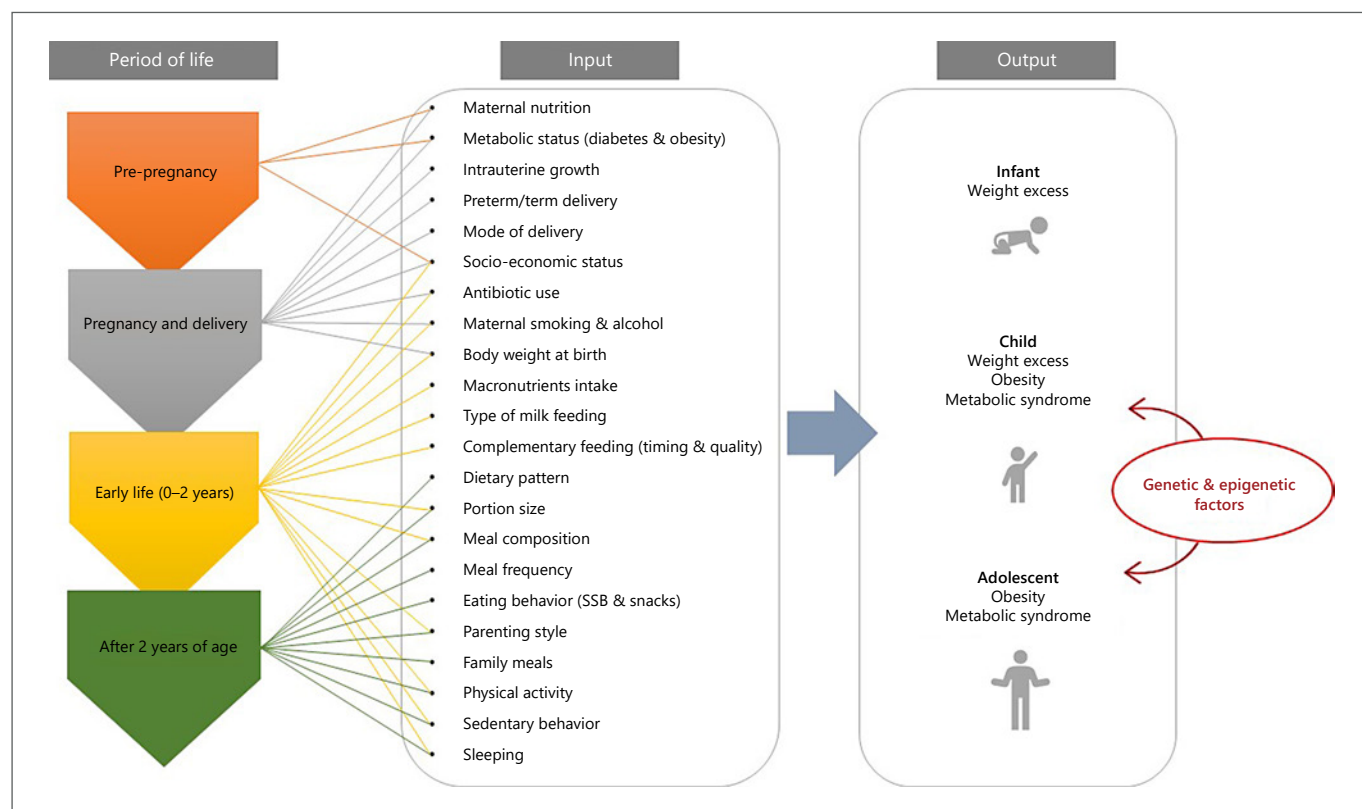 Period of life
Input
Output
Pre-pregnancy
Pregnancy and delivery
Early life (0–2 years)
After 2 years of age
• Maternal nutrition
• Metabolic status (diabetes & obesity)
• Intrauterine growth
• Preterm/term delivery
• Mode of delivery
• Socio-economic status
• Antibiotic use
• Maternal smoking & alcohol
• Body weight at birth
• Macronutrients intake
• Type of milk feeding
• Complementary feeding (timing & quality)
• Dietary pattern
• Portion size
• Meal composition
• Meal frequency
• Eating behavior (SSB & snacks)
• Parenting style
• Family meals
• Physical activity
• Sedentary behavior
• Sleeping
Infant
Weight excess
Child
Weight excess
Obesity
Metabolic syndrome
Adolescent
Obesity
Metabolic syndrome
Genetic & epigenetic
factors